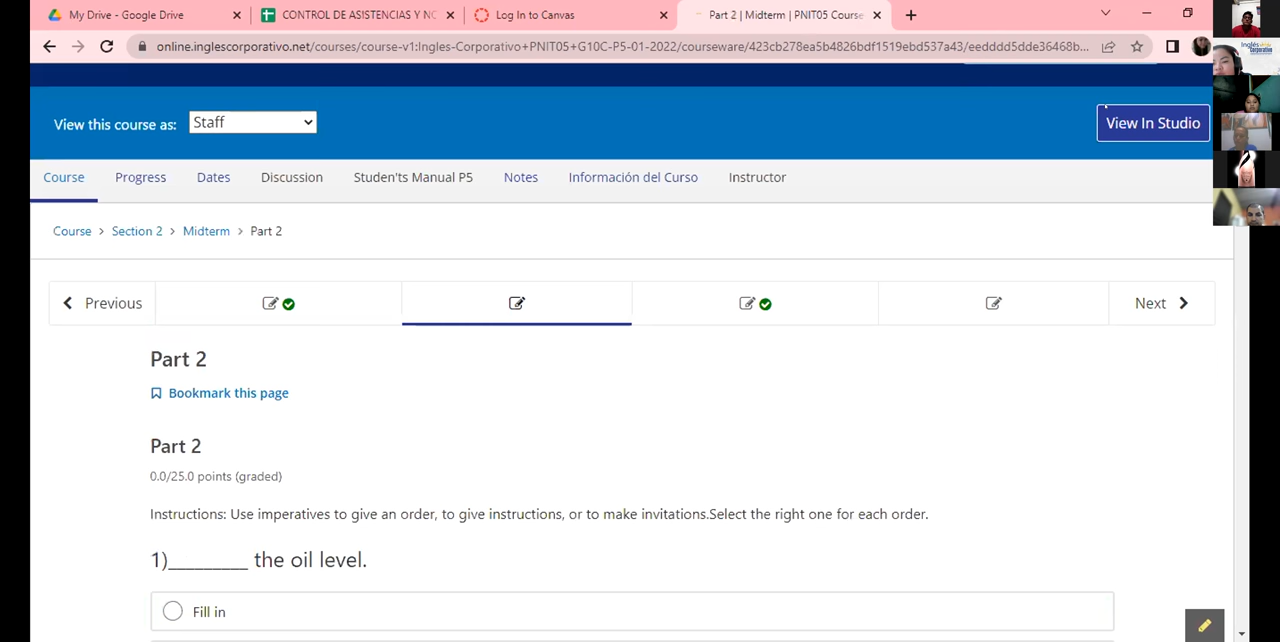 My Drive - Google Drive
CONTROL DE ASISTENCIAS Y NO
Log In to Canvas
Part 2 | Midterm | PNIT05 Course
online.inglescorporativo.net/courses/course-v1:Ingles-Corporativo+PNIT05+G10C-P5-01-2022/courseware/423cb278ea5b4826bdf1519ebd537a43/eedddd5dde36468b...
Inglés
Corporativo
View this course as: Staff
View In Studio
Course Progress Dates Discussion Studen'ts Manual P5 Notes Información del Curso Instructor
Course > Section 2 > Midterm > Part 2
Previous
Next
Part 2
Bookmark this page
Part 2
0.0/25.0 points (graded)
Instructions: Use imperatives to give an order, to give instructions, or to make invitations.Select the right one for each order.
1)_________ the oil level.
Fill in